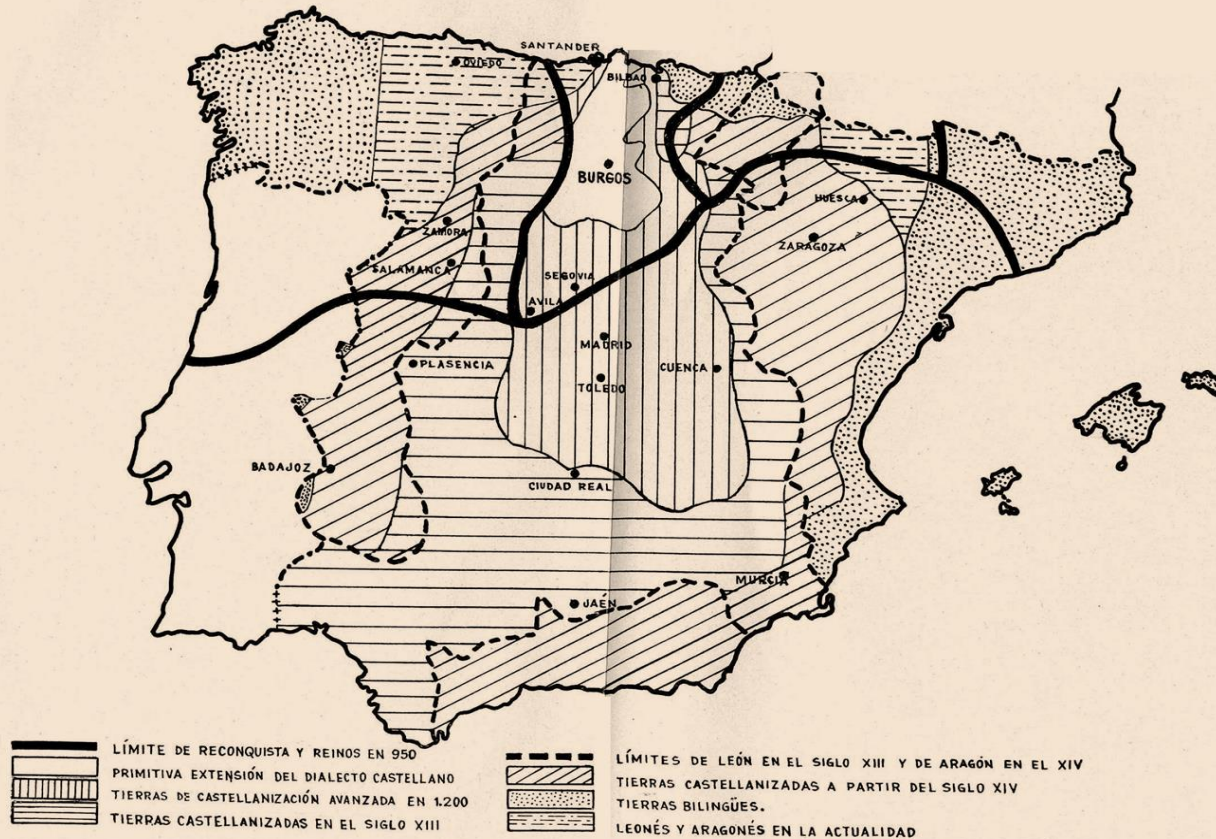 SANTANDER
OVIEDO
BILBAO
BURGOS
HUESCA
ZAMORA
ZARAGOZA
SALAMANCA
SEGOVIA
AVILA
MADRID
PLASENCIA
CUENCA
TOLEDO
BADAJOZ
CIUDAD REAL
MURCIA
JAÉN
LÍMITE DE RECONQUISTA Y REINOS EN 950
PRIMITIVA EXTENSIÓN DEL DIALECTO CASTELLANO
TIERRAS DE CASTELLANIZACIÓN AVANZADA EN 1.200
TIERRAS CASTELLANIZADAS EN EL SIGLO XIII
LÍMITES DE LEÓN EN EL SIGLO XIII Y DE ARAGÓN EN EL XIV
TIERRAS CASTELLANIZADAS A PARTIR DEL SIGLO XIV
TIERRAS BILINGÜES.
LEONÉS Y ARAGONÉS EN LA ACTUALIDAD